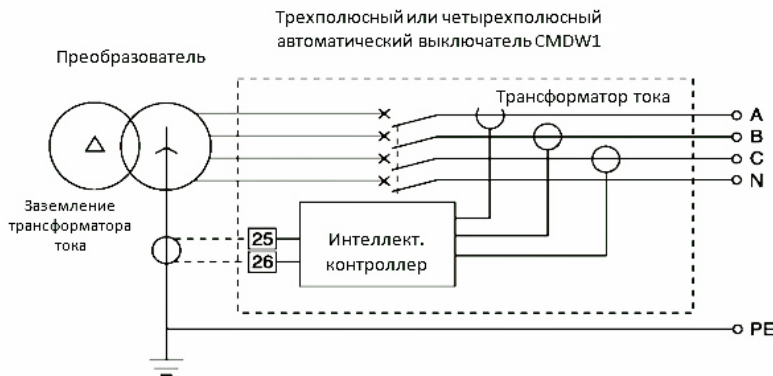 Трехполюсный или четырехполюсный
автоматический выключатель CMDW1
Преобразователь
Трансформатор тока
A
B
C
N
Заземление
трансформатора
тока
25
26
Интеллект.
контроллер
PE